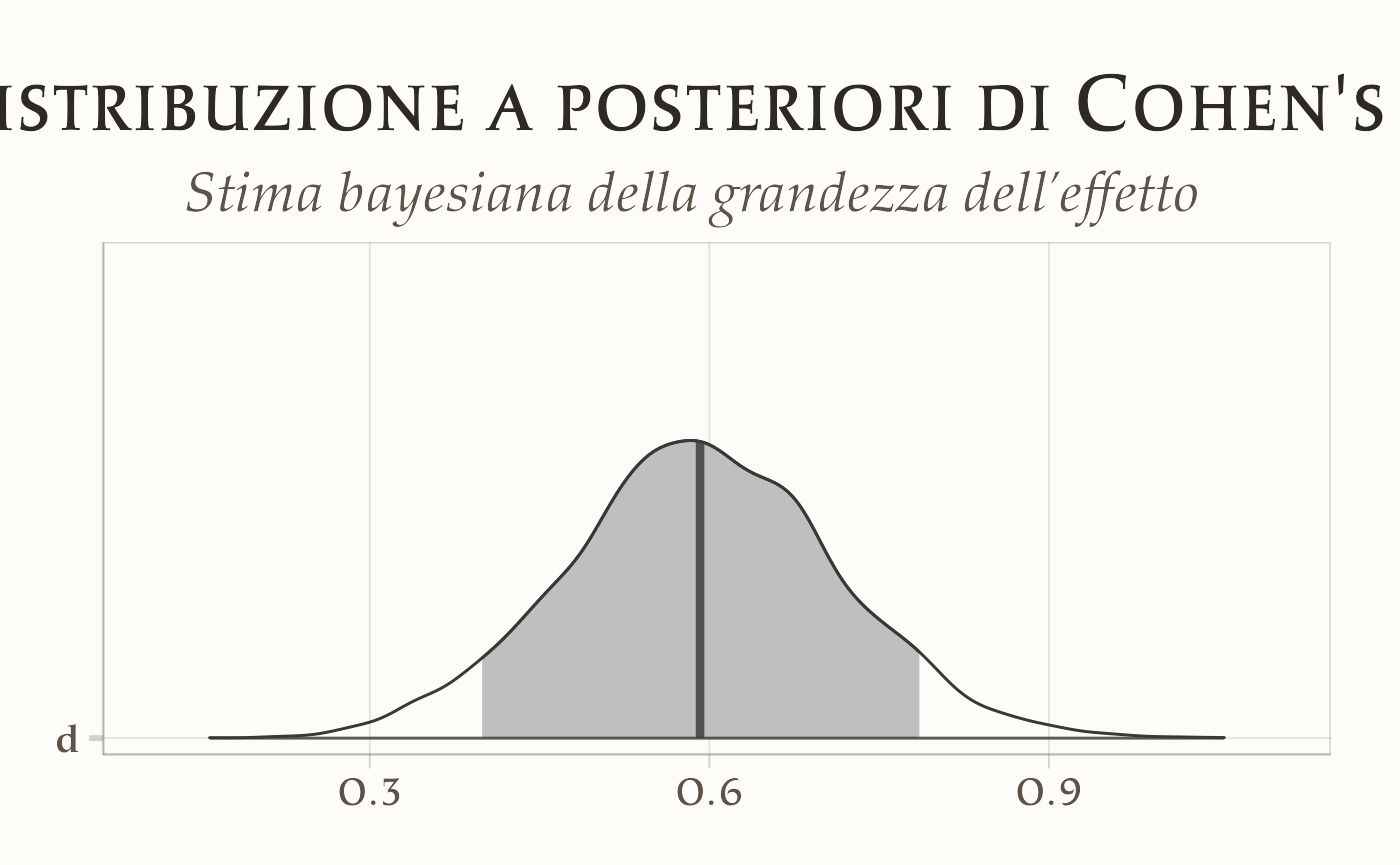 istribuzione a posteriori di Cohen's
Stima bayesiana della grandezza dell'effetto
d
0.3 0.6 0.9